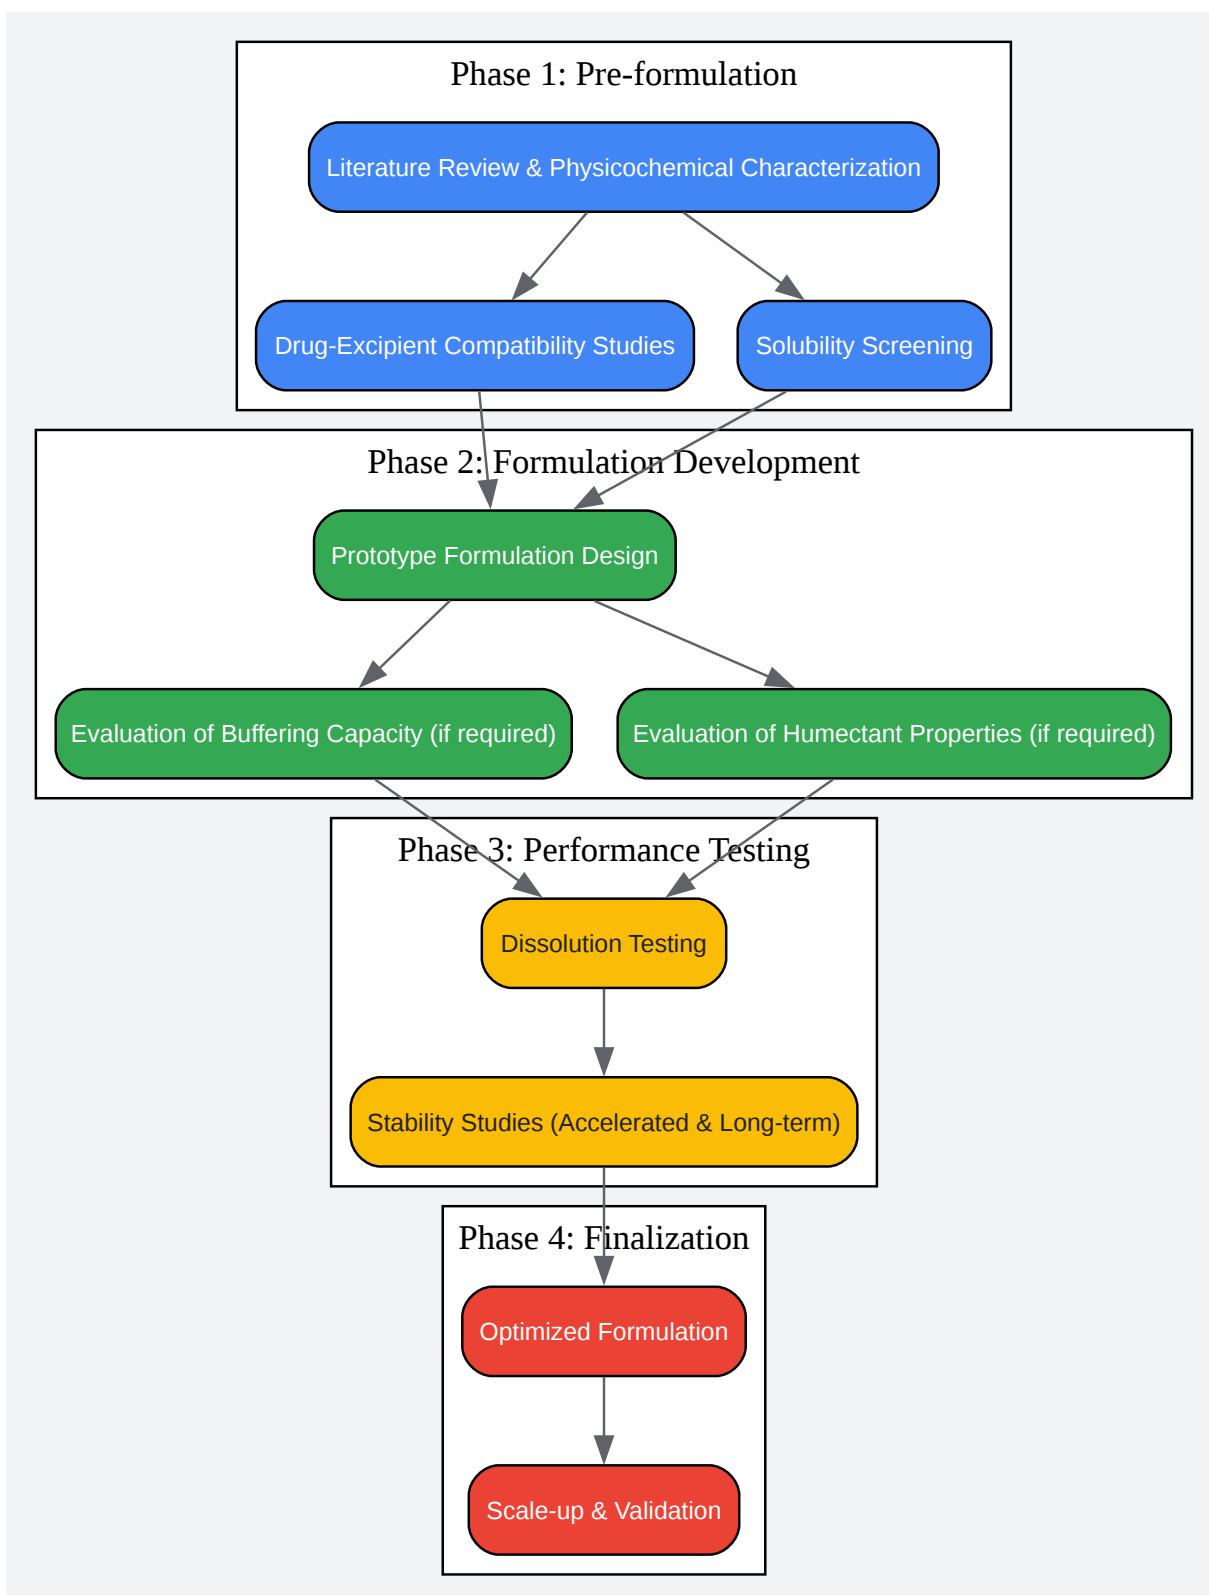 Phase 1: Pre-formulation
Literature Review & Physicochemical Characterization
Drug-Excipient Compatibility Studies
Solubility Screening
Phase 2: Formulation Development
Prototype Formulation Design
Evaluation of Buffering Capacity (if required)
Evaluation of Humectant Properties (if required)
Phase 3: Performance Testing
Dissolution Testing
Stability Studies (Accelerated & Long-term)
Phase 4: Finalization
Optimized Formulation
Scale-up & Validation